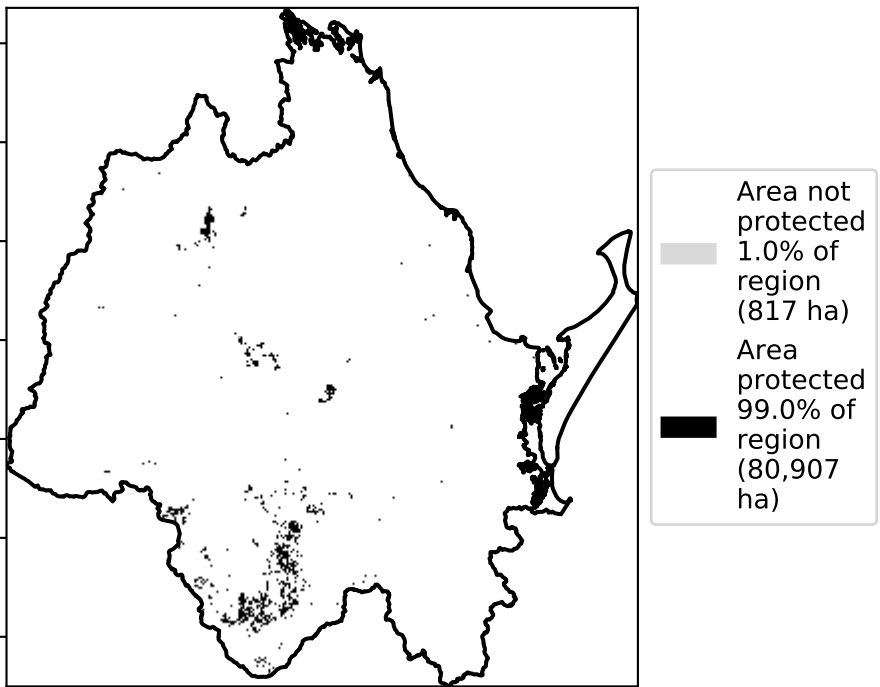 Area not
protected
1.0% of
region
(817 ha)
Area
protected
99.0% of
region
(80,907
ha)